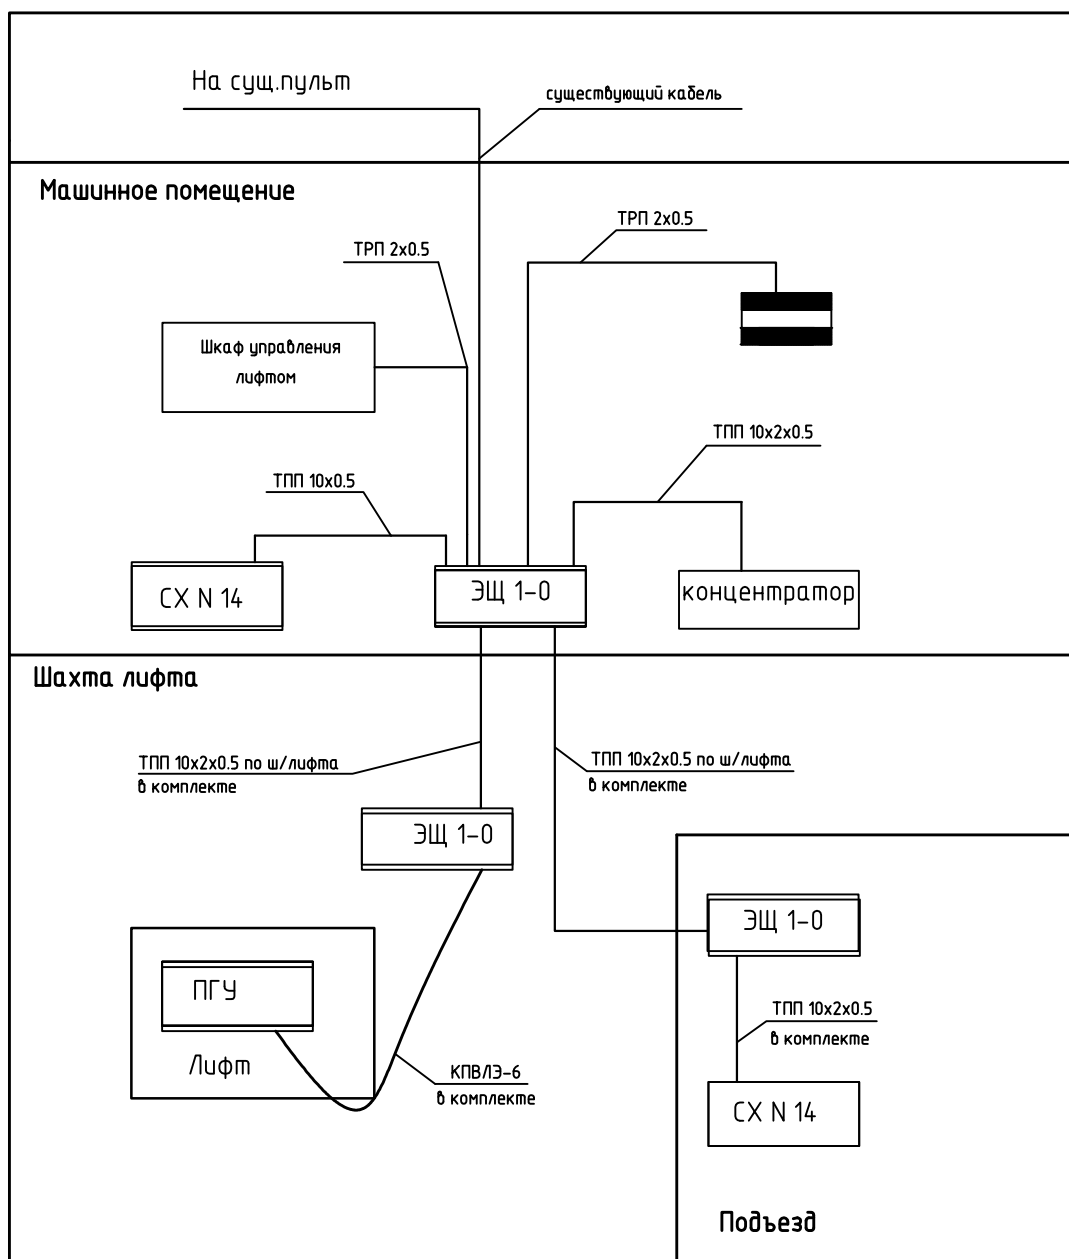 На сущ.пульт
существующий кабель
Машинное помещение
ТРП 2х0.5
ТРП 2х0.5
Шкаф управления
лифтом
ТПП 10х2х0.5
ТПП 10х0.5
СХ N 14
ЭЩ 1-0
концентратор
Шахта лифта
ТПП 10х2х0.5 по ш/лифта
в комплекте
ТПП 10х2х0.5 по ш/лифта
в комплекте
ЭЩ 1-0
ЭЩ 1-0
ПГУ
Лифт
ТПП 10х2х0.5
в комплекте
КПВЛЭ-6
в комплекте
СХ N 14
Подъезд